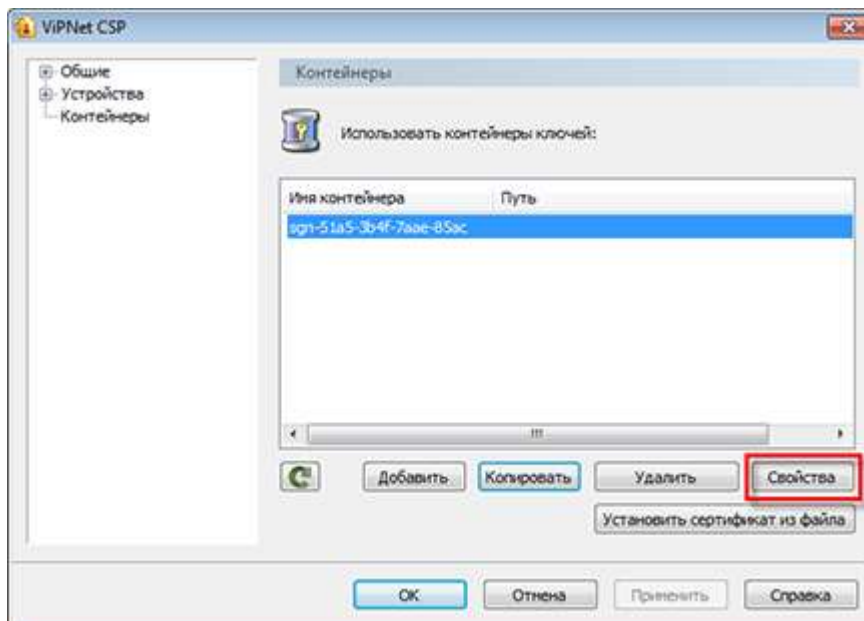 ViPNet CSP
Общие
Устройства
Контейнеры
Контейнеры
Использовать контейнеры ключей:
Имя контейнера Путь
sgn-51a5-3b4f-7aae-85ac
Добавить Копировать Удалить Свойства
Установить сертификат из файла
OK Отмена Применить Справка